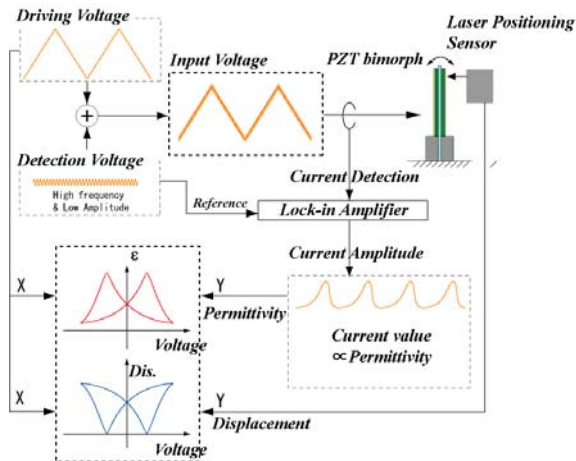 Driving Voltage
Laser Positioning
Sensor
Input Voltage
PZT bimorph
+
Detection Voltage
High frequency
& Low Amplitude
Current Detection
Reference
Lock-in Amplifier
Current Amplitude
ε
X
Y
Permittivity
Voltage
Current value
∝ Permittivity
Dis.
X
Y
Displacement
Voltage